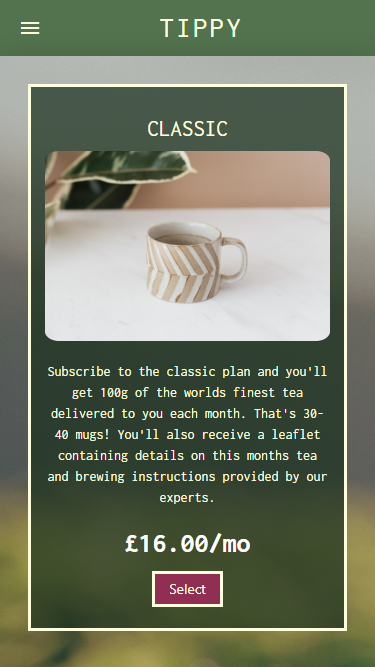 TIPPY
CLASSIC
Subscribe to the classic plan and you'll
get 100g of the worlds finest tea
delivered to you each month. That's 30-
40 mugs! You'll also receive a leaflet
containing details on this months tea
and brewing instructions provided by our
experts.
£16.00/mo
Select